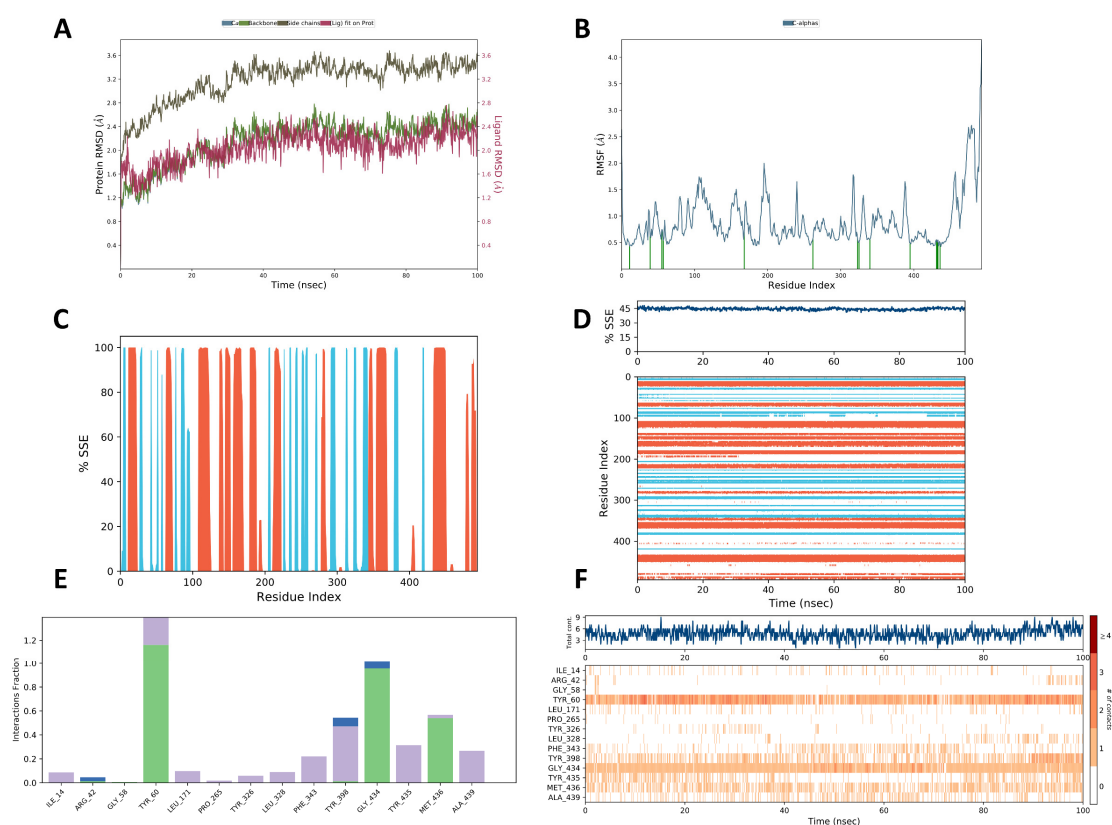 A
Ca Backbone Side chains (Lig) fit on Prot
3.6
3.2
2.8
2.4
2.0
1.6
1.2
0.8
0.4
Protein RMSD (Å)
3.6
3.2
2.8
2.4
2.0
1.6
1.2
0.8
0.4
Ligand RMSD (Å)
0 20 40 60 80 100
Time (nsec)
B
C-alphas
4.0
3.5
3.0
2.5
2.0
1.5
1.0
0.5
RMSF (Å)
0 100 200 300 400
Residue Index
C
100
80
60
40
20
0
% SSE
0 100 200 300 400
Residue Index
D
45
30
15
0
% SSE
0 20 40 60 80 100
0
100
200
300
400
Residue Index
0 20 40 60 80 100
Time (nsec)
E
1.2
1.0
0.8
0.6
0.4
0.2
0.0
Interactions Fraction
ILE_14 ARG_42 GLY_58 TYR_60 LEU_171 PRO_265 TYR_326 LEU_328 PHE_343 TYR_398 GLY_434 TYR_435 MET_436 ALA_439
F
9
6
3
0
Total cont.
0 20 40 60 80 100
ILE_14
ARG_42
GLY_58
TYR_60
LEU_171
PRO_265
TYR_326
LEU_328
PHE_343
TYR_398
GLY_434
TYR_435
MET_436
ALA_439
0 20 40 60 80 100
Time (nsec)
≥4
3
2
1
0
# of contacts